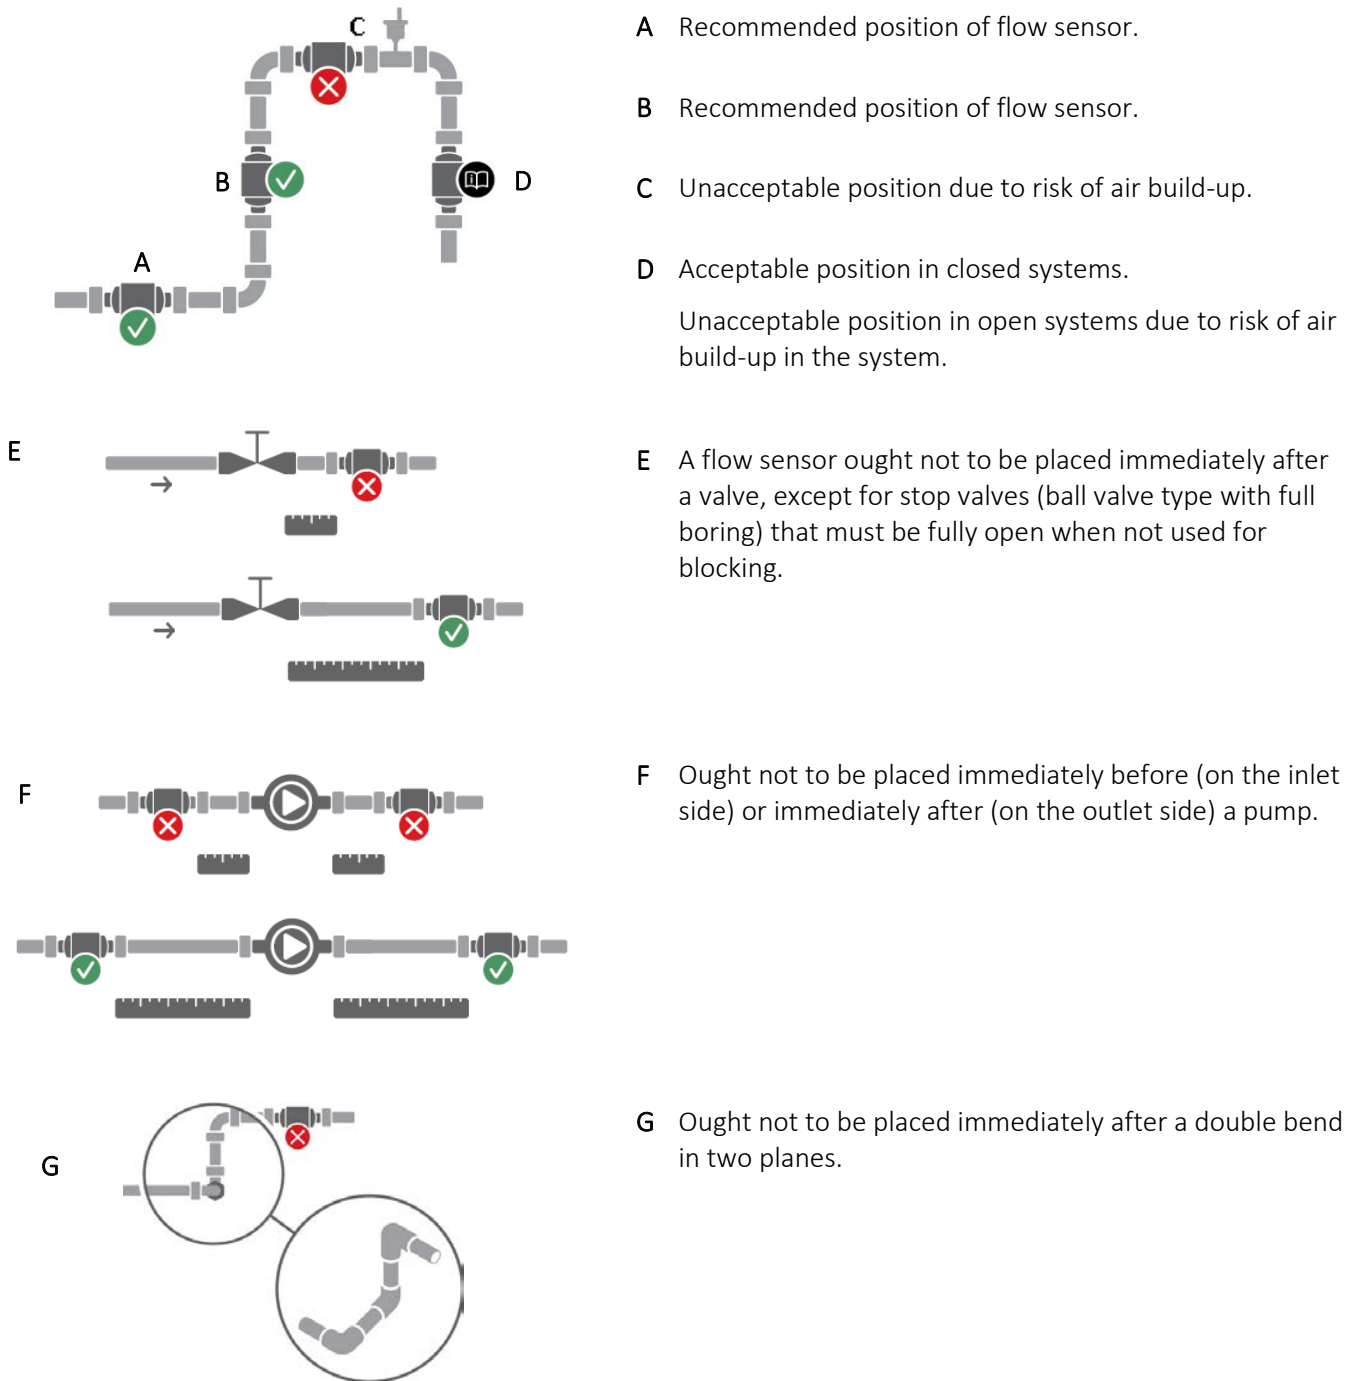 C
B
D
A
A Recommended position of flow sensor.
B Recommended position of flow sensor.
C Unacceptable position due to risk of air build-up.
D Acceptable position in closed systems.
Unacceptable position in open systems due to risk of air
build-up in the system.
E
E A flow sensor ought not to be placed immediately after
a valve, except for stop valves (ball valve type with full
boring) that must be fully open when not used for
blocking.
F
F Ought not to be placed immediately before (on the inlet
side) or immediately after (on the outlet side) a pump.
G
G Ought not to be placed immediately after a double bend
in two planes.